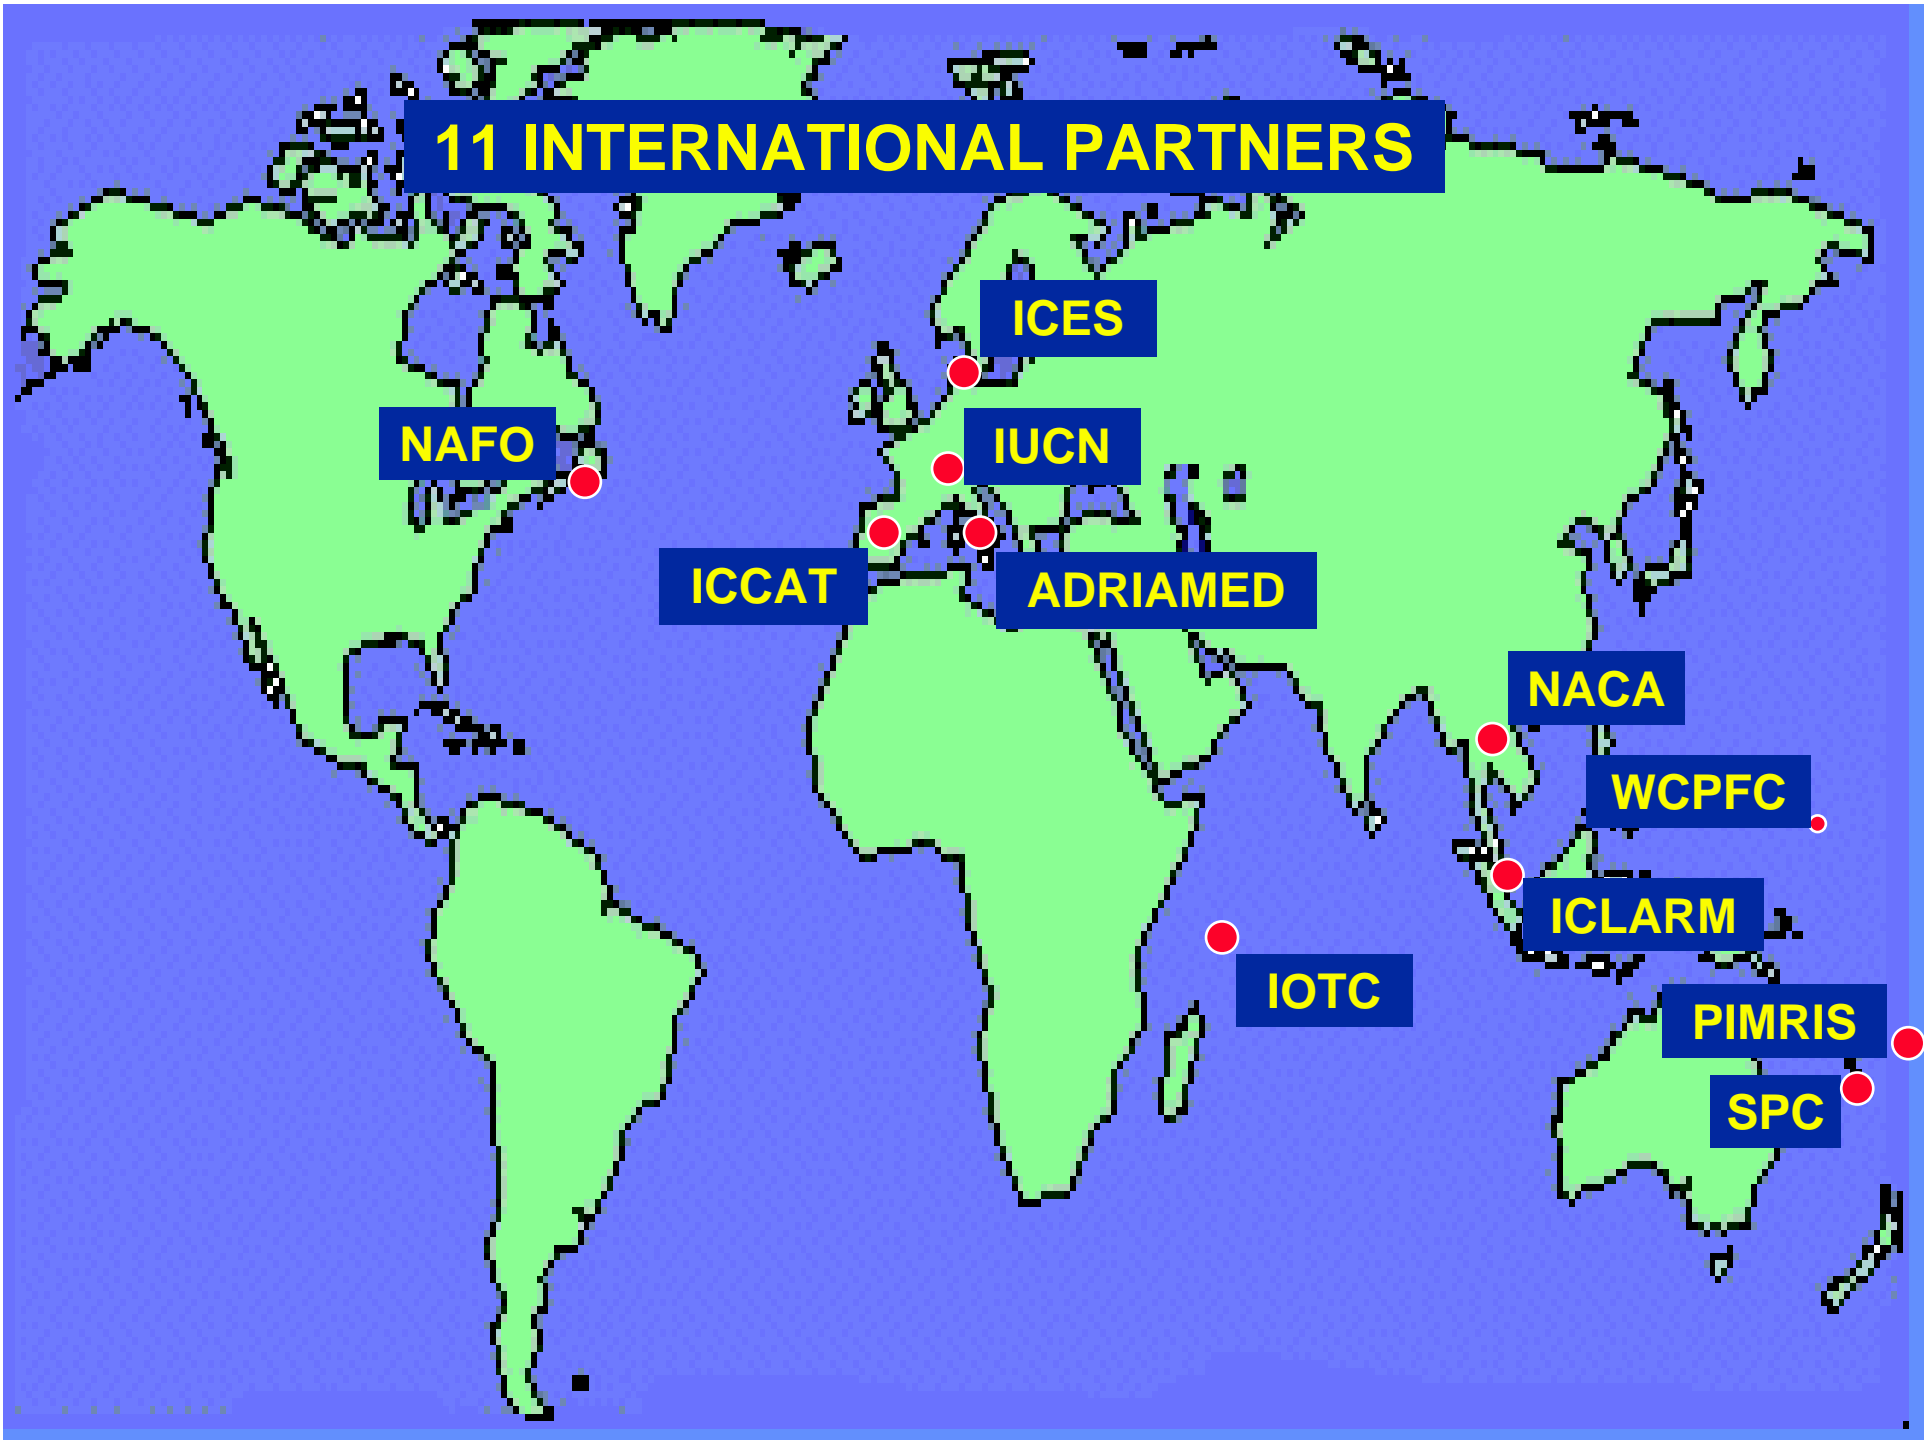 11 INTERNATIONAL PARTNERS
ICES
NAFO
IUCN
ICCAT
ADRIAMED
NACA
WCPFC
ICLARM
IOTC
PIMRIS
SPC